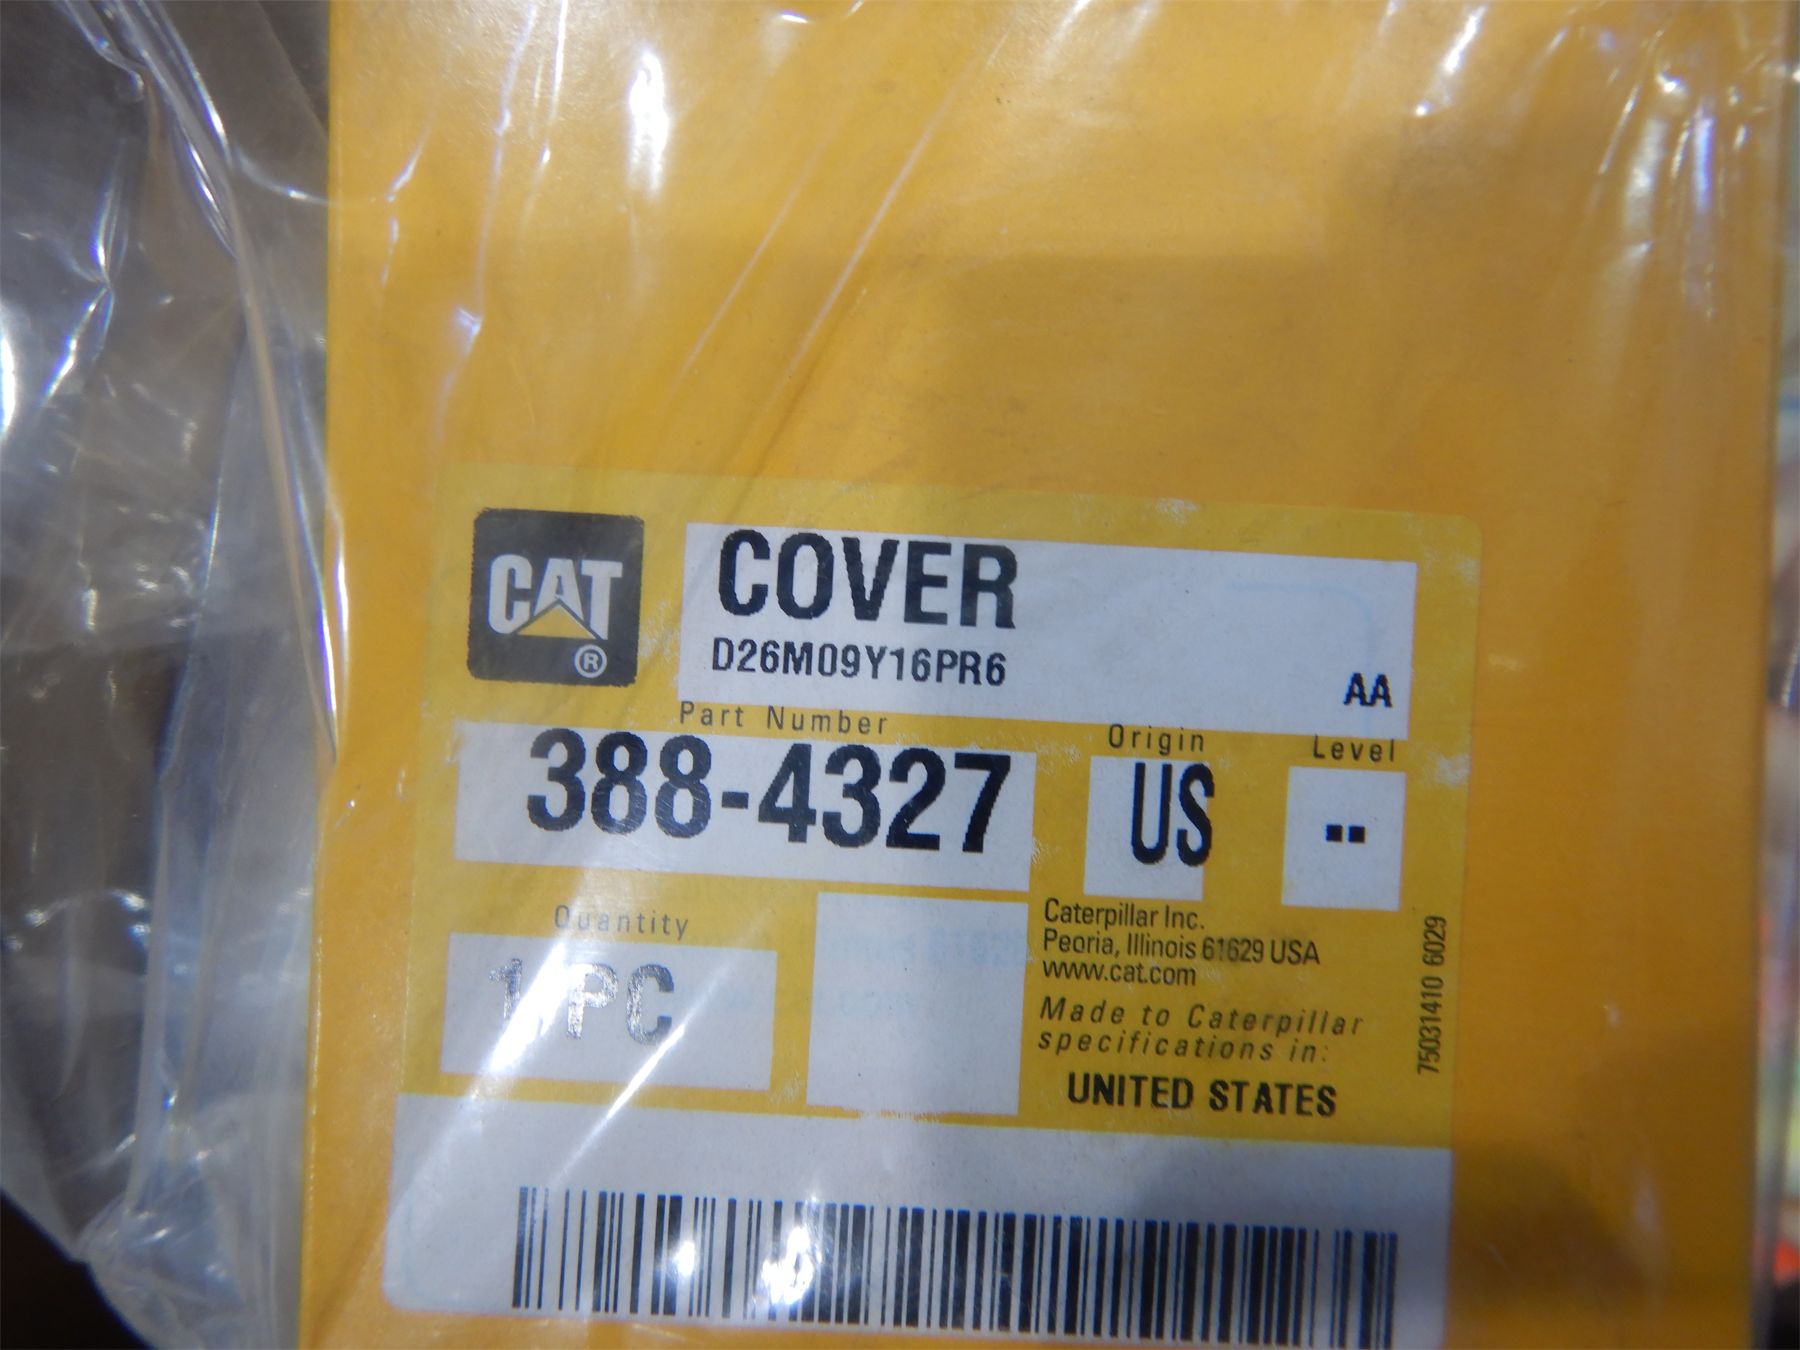 CAT
®
COVER
D26M09Y16PR6
AA
Part Number
388-4327
Origin
US
Level
--
Quantity
1 PC
Caterpillar Inc.
Peoria, Illinois 61629 USA
www.cat.com
Made to Caterpillar
specifications in:
UNITED STATES
75031410 6029